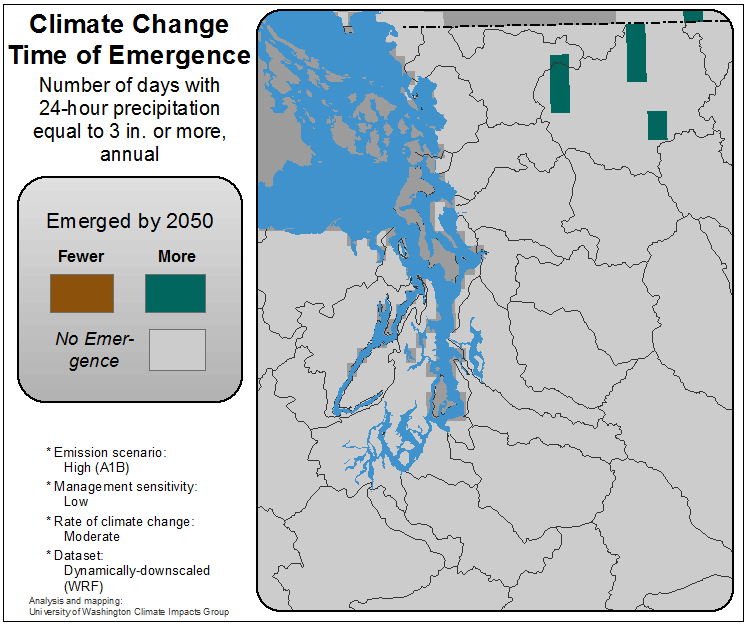 Climate Change
Time of Emergence
Number of days with
24-hour precipitation
equal to 3 in. or more,
annual
Emerged by 2050
Fewer More
No Emer-
gence
* Emission scenario:
High (A1B)
* Management sensitivity:
Low
* Rate of climate change:
Moderate
* Dataset:
Dynamically-downscaled
(WRF)
Analysis and mapping:
University of Washington Climate Impacts Group